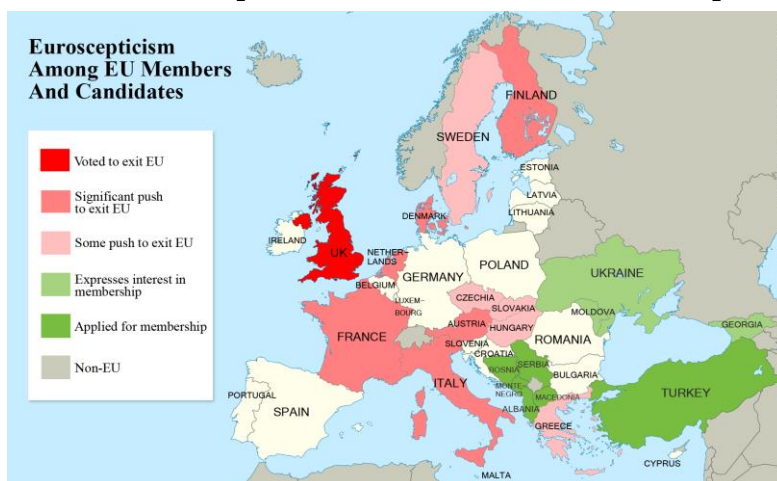 Euroscepticism
Among EU Members
And Candidates
Voted to exit EU
Significant push
to exit EU
Some push to exit EU
Expresses interest in
membership
Applied for membership
Non-EU
FINLAND
SWEDEN
ESTONIA
LATVIA
LITHUANIA
DENMARK
IRELAND
UK
NETHER-
LANDS
BELGIUM
GERMANY
POLAND
LUXEM-
BOURG
CZECHIA
SLOVAKIA
UKRAINE
MOLDOVA
AUSTRIA
HUNGARY
FRANCE
SLOVENIA
CROATIA
ROMANIA
GEORGIA
BOSNIA
SERBIA
ITALY
MONTE-
NEGRO
BULGARIA
MACEDONIA
ALBANIA
TURKEY
PORTUGAL
SPAIN
GREECE
CYPRUS
MALTA